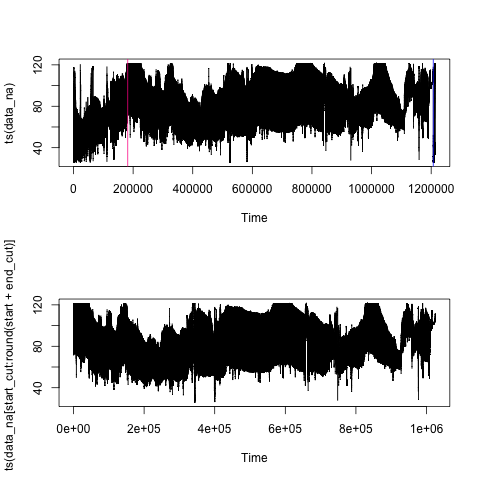 ts(data_na)
120
80
40
0
200000
400000
600000
800000
1000000
1200000
Time
ts(data_na[start_cut:round(start + end_cut)]
120
80
40
0e+00
2e+05
4e+05
6e+05
8e+05
1e+06
Time